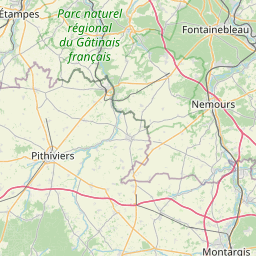 Étampes
Parc naturel
régional
du Gâtinais
français
Fontainebleau
Nemours
Pithiviers
Montargis